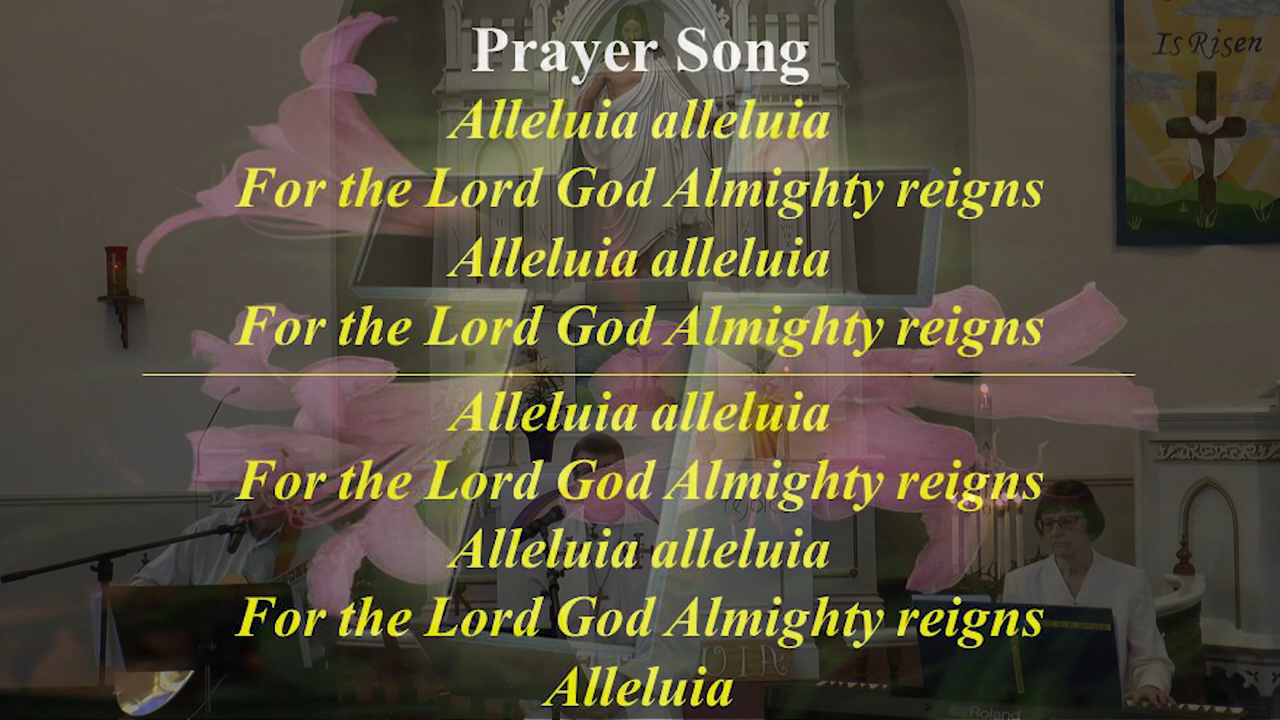 Is Risen
Prayer Song
Alleluia alleluia
For the Lord God Almighty reigns
Alleluia alleluia
For the Lord God Almighty reigns
Alleluia alleluia
For the Lord God Almighty reigns
Alleluia alleluia
For the Lord God Almighty reigns
Alleluia
Roland